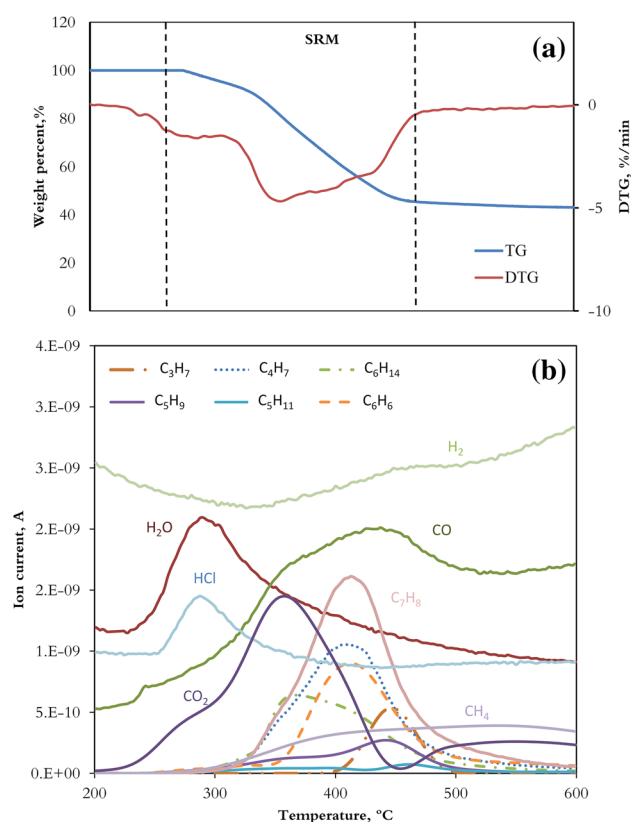 SRM
(a)
120
100
80
60
40
20
0
Weight percent,%
0
-5
-10
DTG, %/min
TG
DTG
(b)
C₃H₇ C₄H₇ C₆H₁₄
C₅H₉ C₅H₁₁ C₆H₆
4.E-09
3.E-09
3.E-09
2.E-09
2.E-09
1.E-09
5.E-10
0.E+00
Ion current, A
H₂
H₂O
CO
HCl
C₇H₈
CO₂
CH₄
200 300 400 500 600
Temperature, ºC